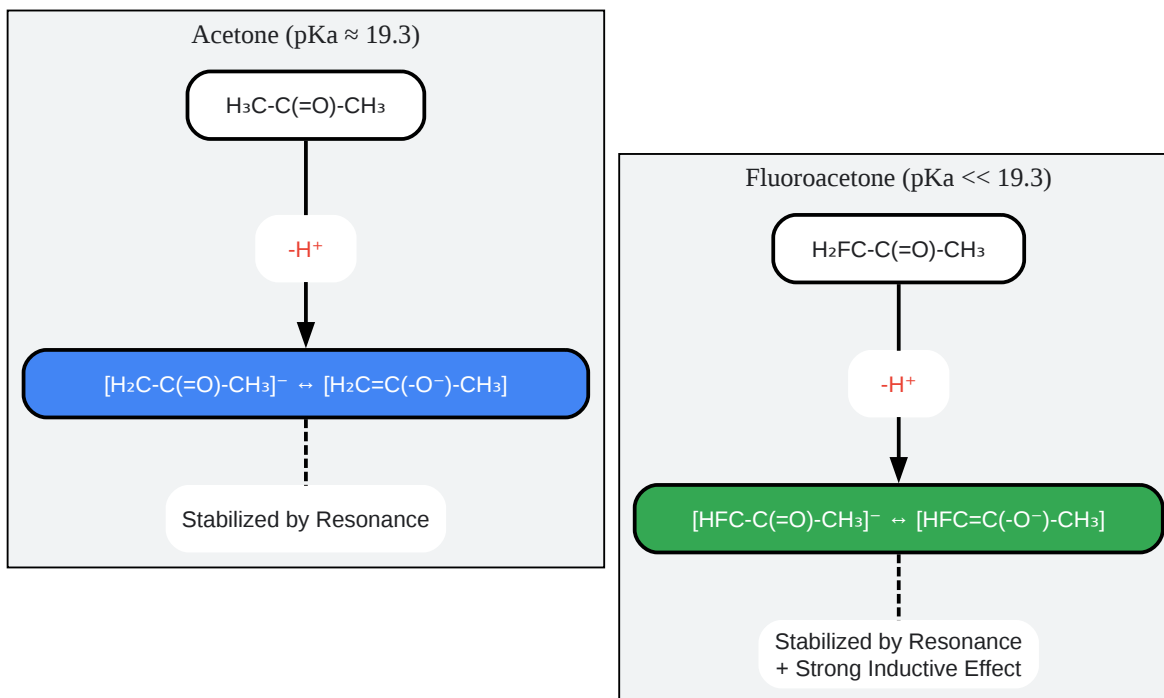 Acetone (pKa ≈ 19.3)
H₃C-C(=O)-CH₃
-H⁺
[H₂C-C(=O)-CH₃]⁻ ↔ [H₂C=C(-O⁻)-CH₃]
Stabilized by Resonance
Fluoroacetone (pKa << 19.3)
H₂FC-C(=O)-CH₃
-H⁺
[HFC-C(=O)-CH₃]⁻ ↔ [HFC=C(-O⁻)-CH₃]
Stabilized by Resonance
+ Strong Inductive Effect